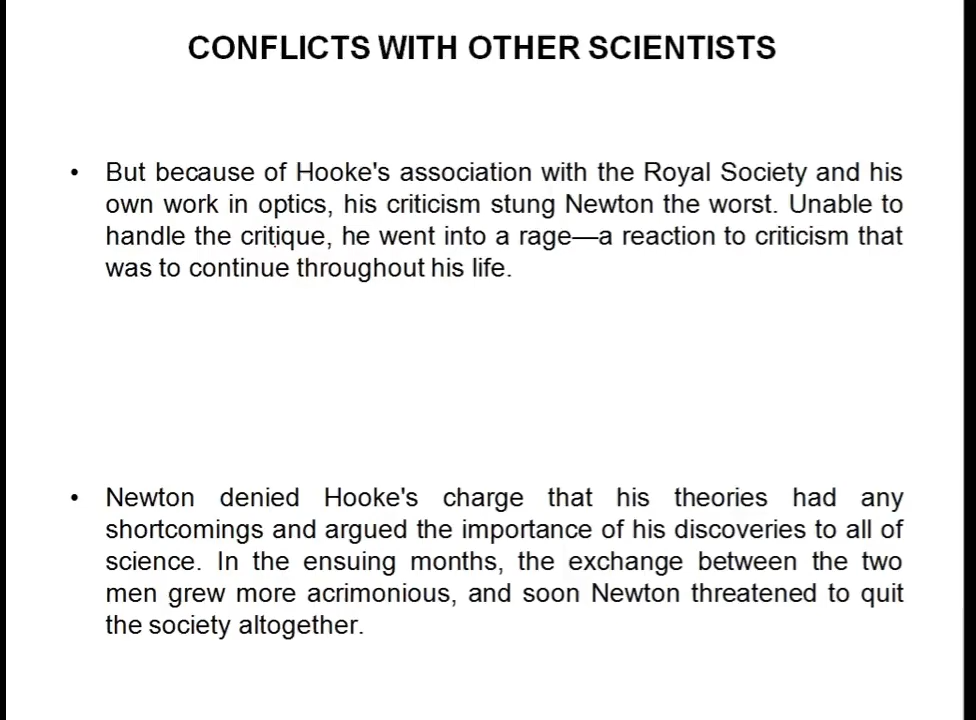 CONFLICTS WITH OTHER SCIENTISTS
• But because of Hooke's association with the Royal Society and his
own work in optics, his criticism stung Newton the worst. Unable to
handle the critique, he went into a rage—a reaction to criticism that
was to continue throughout his life.
• Newton denied Hooke's charge that his theories had any
shortcomings and argued the importance of his discoveries to all of
science. In the ensuing months, the exchange between the two
men grew more acrimonious, and soon Newton threatened to quit
the society altogether.